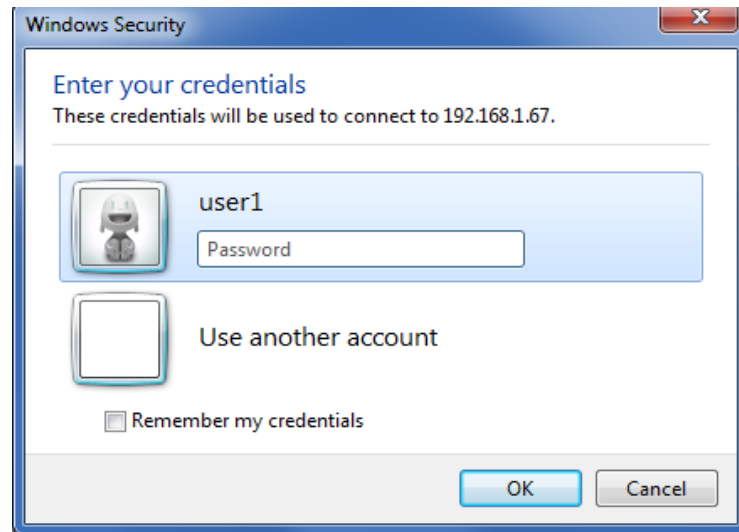 Windows Security
Enter your credentials
These credentials will be used to connect to 192.168.1.67.
user1
Password
Use another account
Remember my credentials
OK Cancel